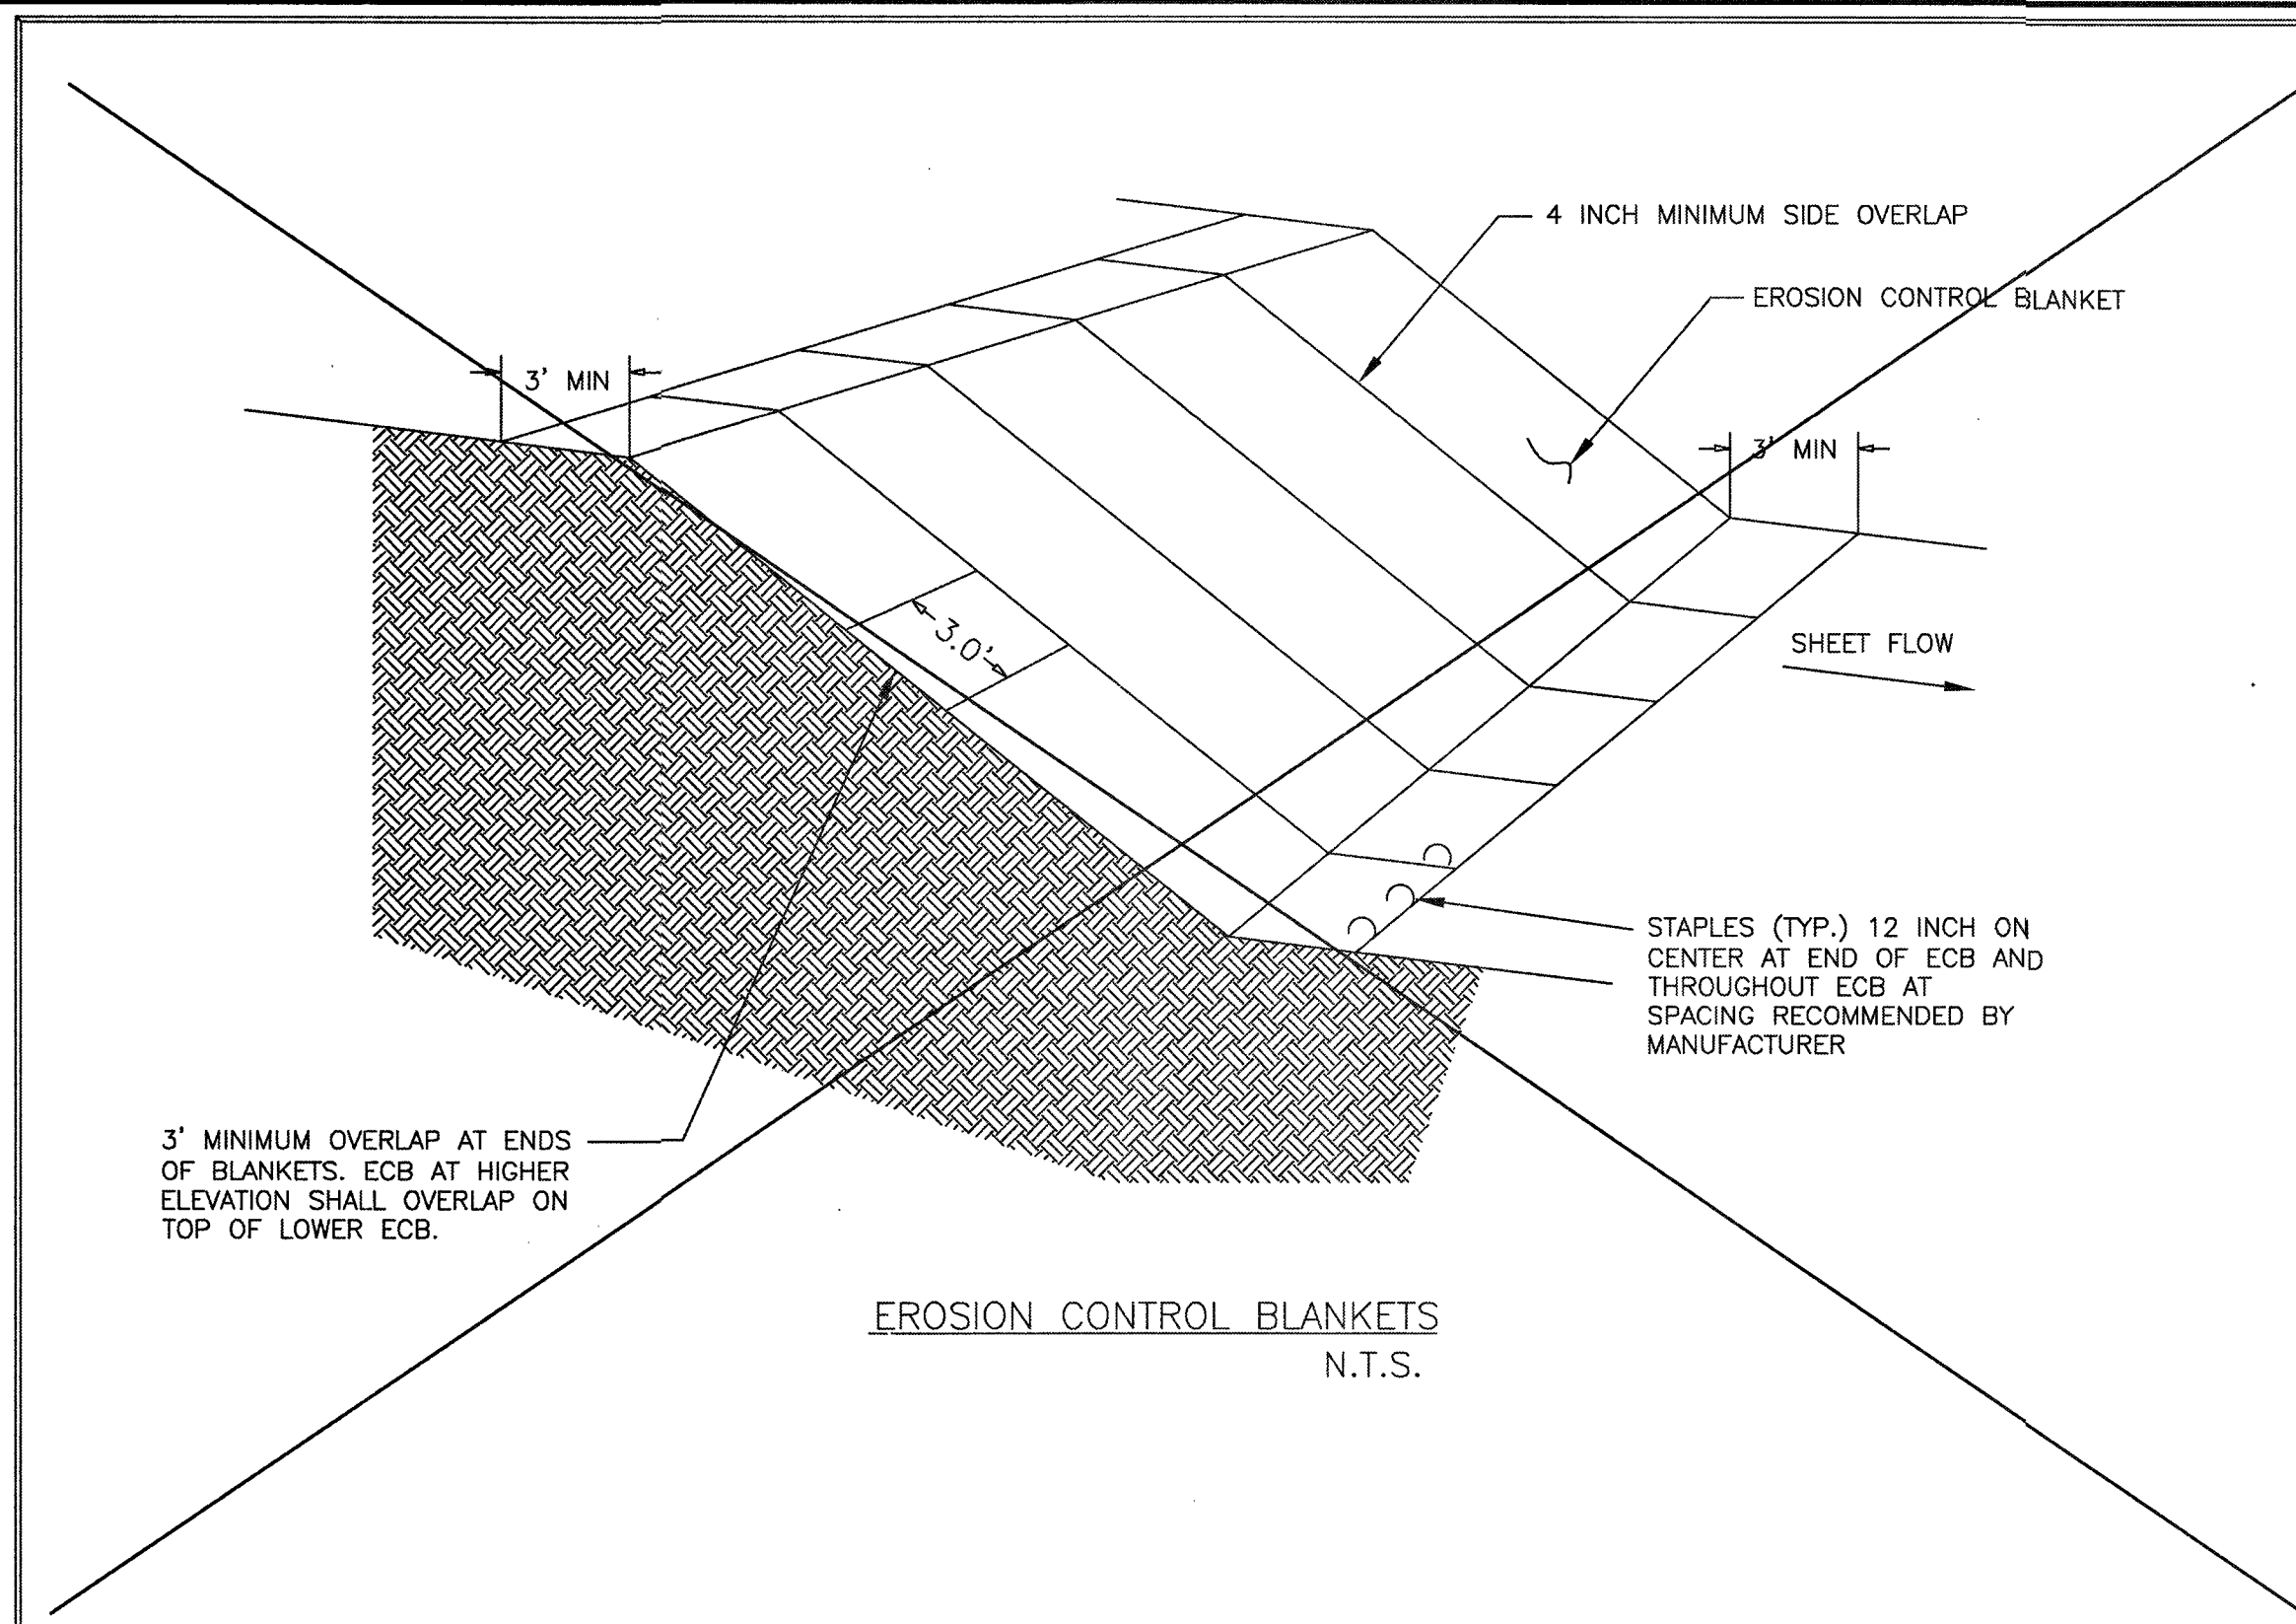 4 INCH MINIMUM SIDE OVERLAP
EROSION CONTROL BLANKET
3' MIN
3' MIN
3.0'
SHEET FLOW
STAPLES (TYP.) 12 INCH ON
CENTER AT END OF ECB AND
THROUGHOUT ECB AT
SPACING RECOMMENDED BY
MANUFACTURER
3' MINIMUM OVERLAP AT ENDS
OF BLANKETS. ECB AT HIGHER
ELEVATION SHALL OVERLAP ON
TOP OF LOWER ECB.
EROSION CONTROL BLANKETS
N.T.S.